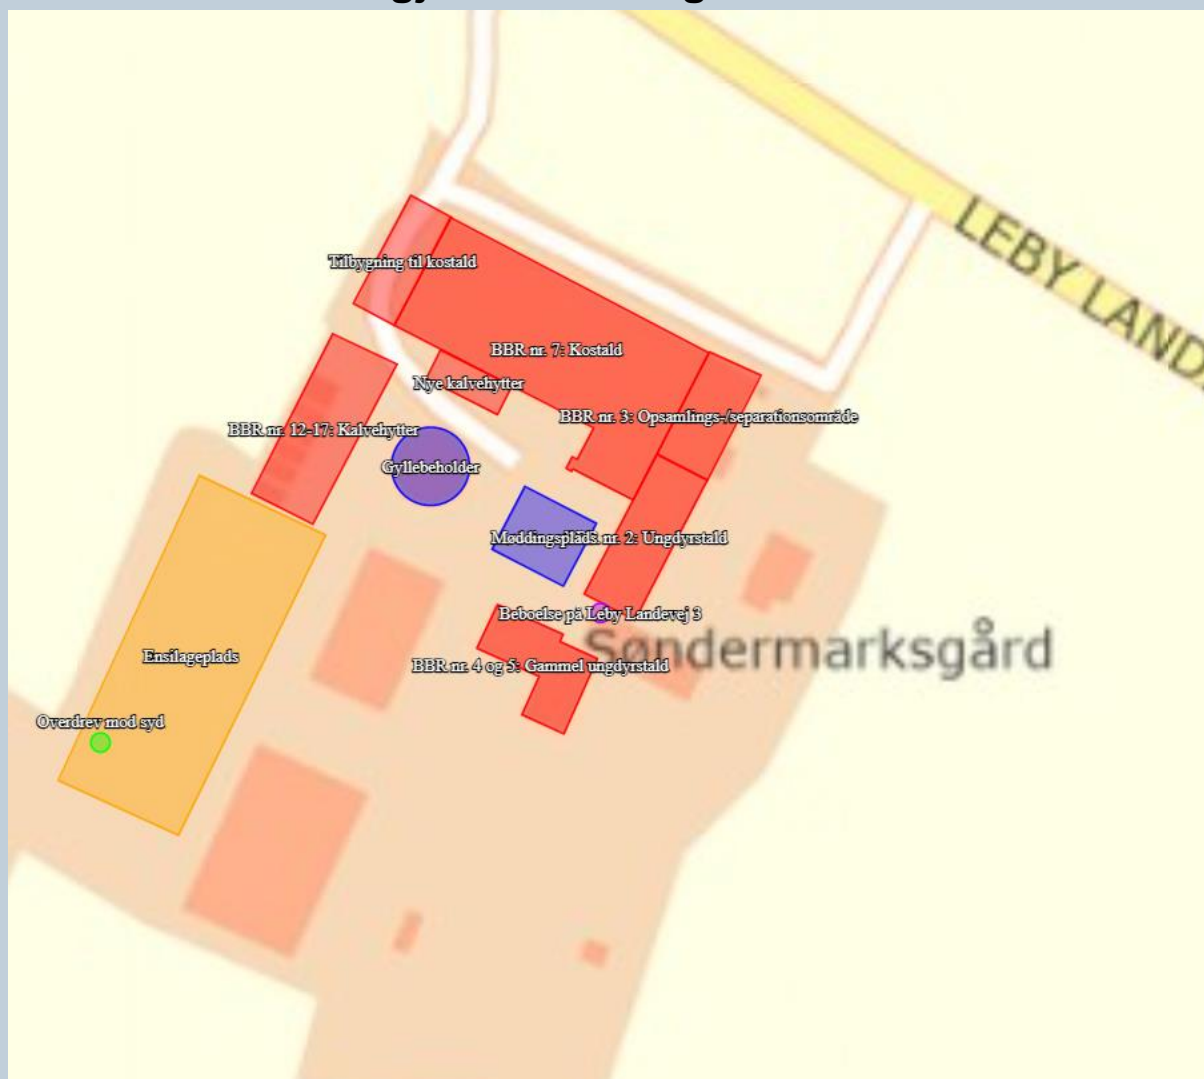 LEBY LAND
Tilbygning til kostald
BBR nr. 7: Kostald
Nye kalvehytter
BBR nr. 3: Opsamlings-/separationsområde
BBR nr. 12-17: Kalvehytter
Gyllebeholder
Møddingsplads nr. 2: Ungdyrstald
Beboelse på Leby Landevej 3
Søndermarksgård
Ensilageplads
BBR nr. 4 og 5: Gammel ungdyrstald
Overdrev mod syd